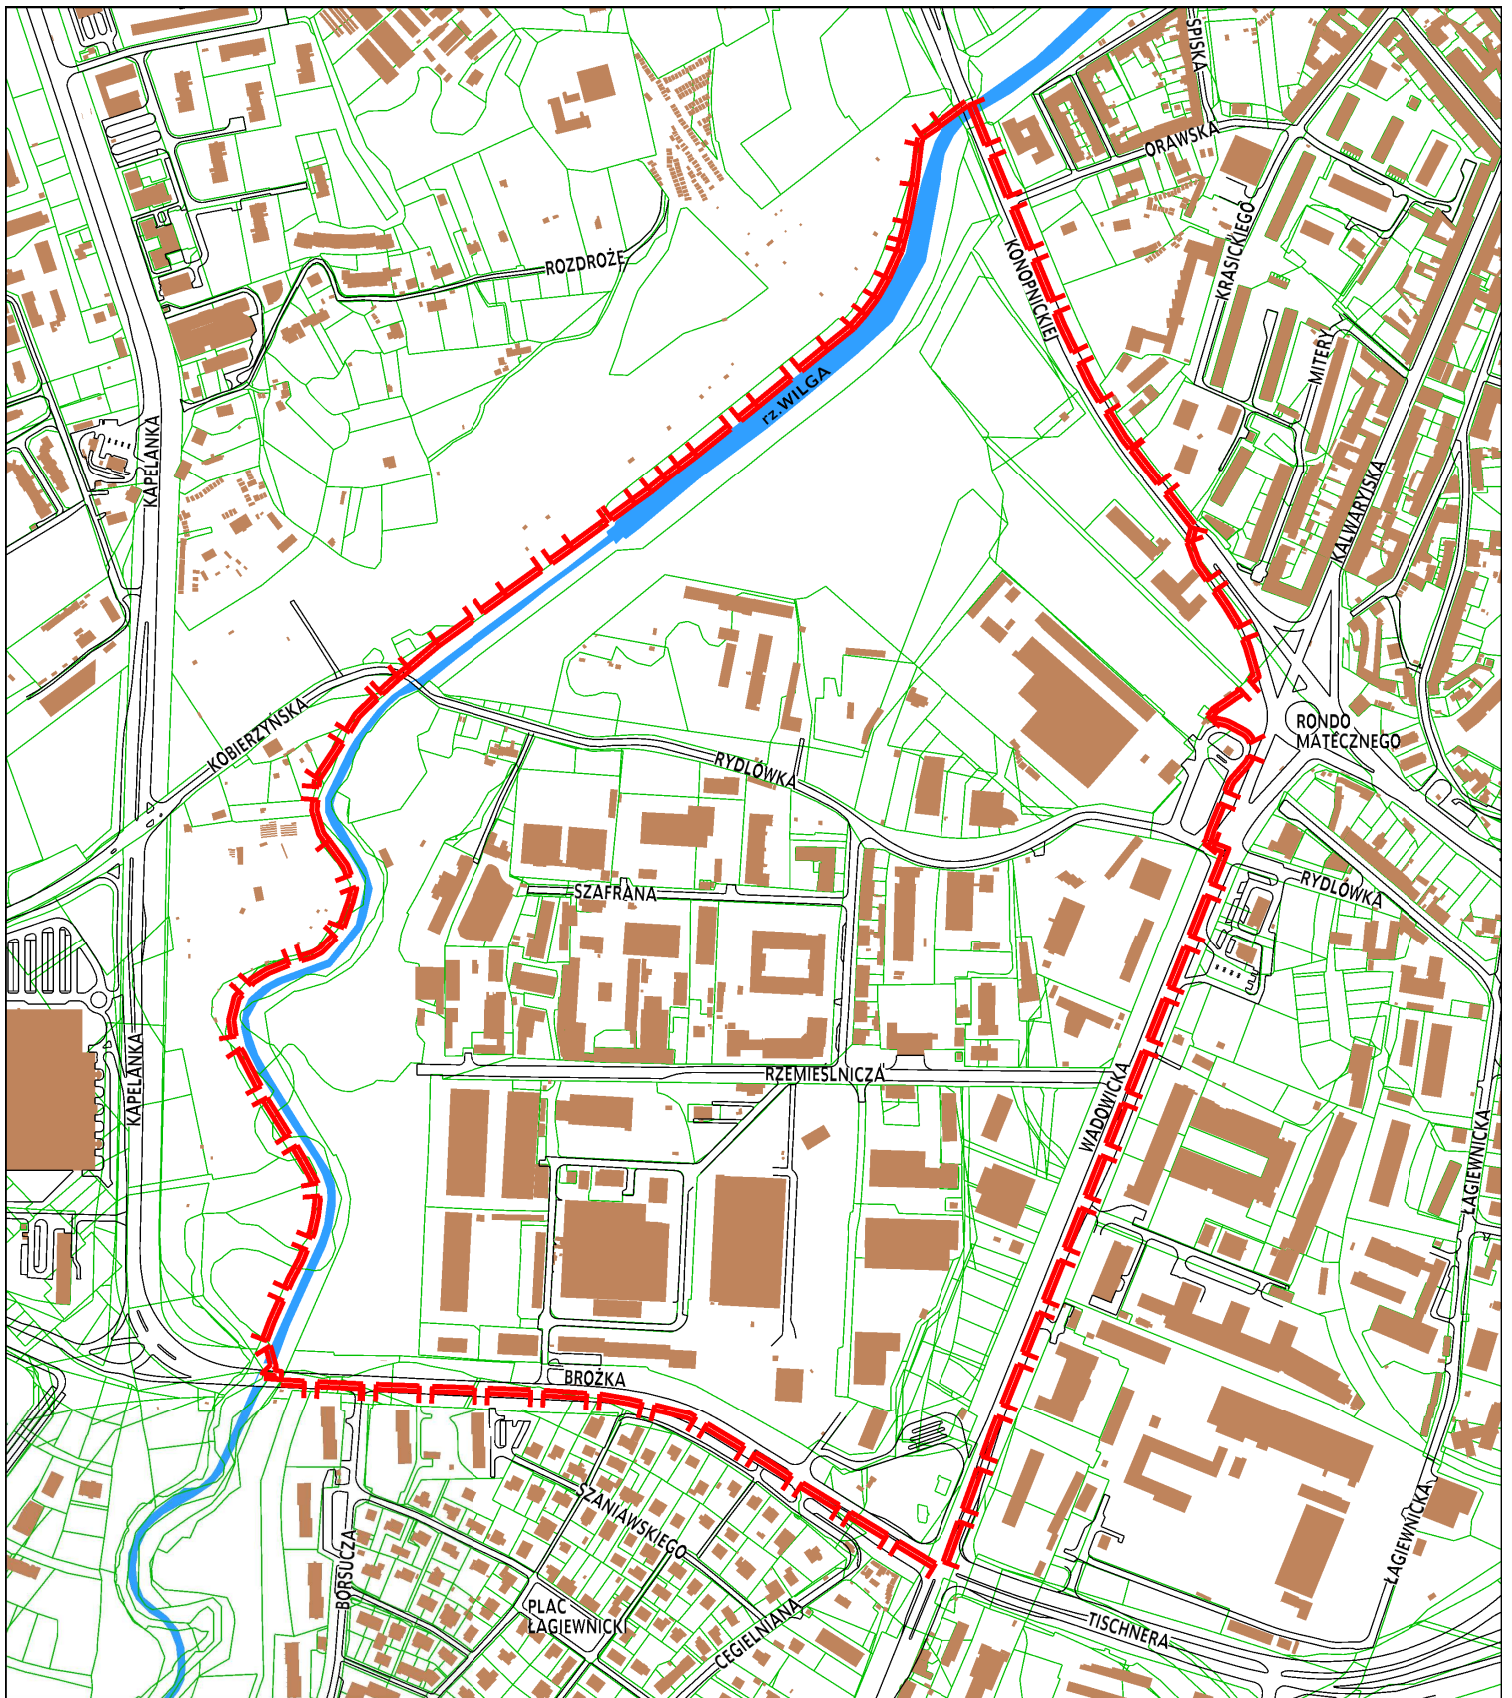 SPISKA
ORAWSKA
KRASICKIEGO
KONOPNICKIEJ
ROZDROŻE
MITERY
rz. WILGA
KAPELANKA
KALWARYJSKA
KOBIERZYŃSKA
RONDO
MATECZNEGO
RYDLÓWKA
RYDLÓWKA
SZAFRANA
KAPELANKA
RZEMIEŚLNICZA
WADOWICKA
ŁAGIEWNICKA
BROŻKA
SZANIAWSKIEGO
ŁAGIEWNICKA
BORSUCZA
PLAC
ŁAGIEWNICKI
CEGIELNIANA
TISCHNERA